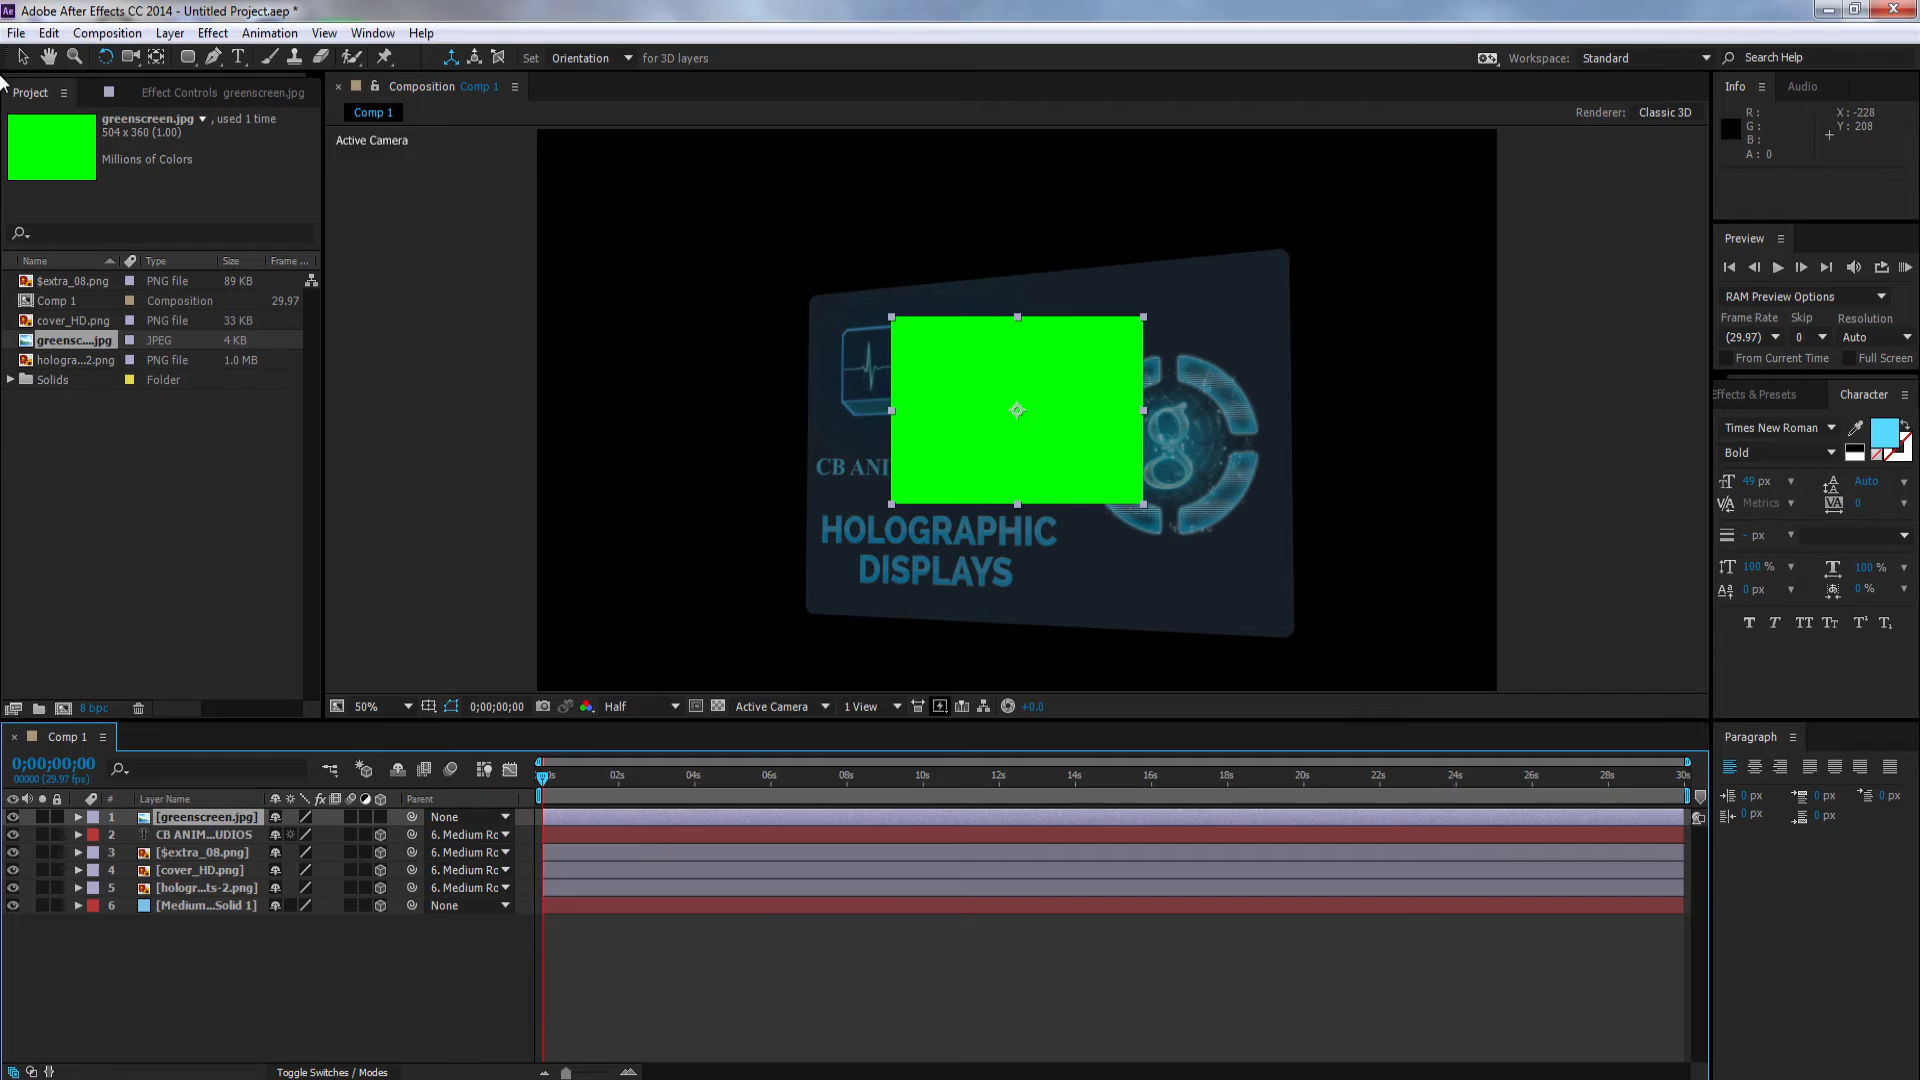 Adobe After Effects CC 2014 - Untitled Project.aep *
File Edit Composition Layer Effect Animation View Window Help
Set Orientation for 3D layers
Workspace: Standard Search Help
Project Effect Controls greenscreen.jpg
greenscreen.jpg , used 1 time
504 x 360 (1.00)
Millions of Colors
Name Type Size Frame ...
$extra_08.png PNG file 89 KB
Comp 1 Composition 29.97
cover_HD.png PNG file 33 KB
greensc....jpg JPEG 4 KB
hologra...2.png PNG file 1.0 MB
Solids Folder
8 bpc
Composition Comp 1
Comp 1
Renderer: Classic 3D
Active Camera
CB ANI
HOLOGRAPHIC
DISPLAYS
g
50% 0;00;00;00 Half Active Camera 1 View +0.0
Info Audio
R: X: -228
G: Y: 208
B:
A: 0
Preview
RAM Preview Options
Frame Rate Skip Resolution
(29.97) 0 Auto
From Current Time Full Screen
Effects & Presets Character
Times New Roman
Bold
49 px Auto
Metrics 0
- px
100 % 100 %
0 px 0 %
T T TT TT T¹ T₁
Paragraph
0 px 0 px 0 px
0 px 0 px
Comp 1
0;00;00;00
00000 (29.97 fps)
02s 04s 06s 08s 10s 12s 14s 16s 18s 20s 22s 24s 26s 28s 30s
# Layer Name fx Parent
1 [greenscreen.jpg] None
2 T CB ANIM...UDIOS 6. Medium Ro
3 [$extra_08.png] 6. Medium Ro
4 [cover_HD.png] 6. Medium Ro
5 [hologr...ts-2.png] 6. Medium Ro
6 [Medium...Solid 1] None
Toggle Switches / Modes